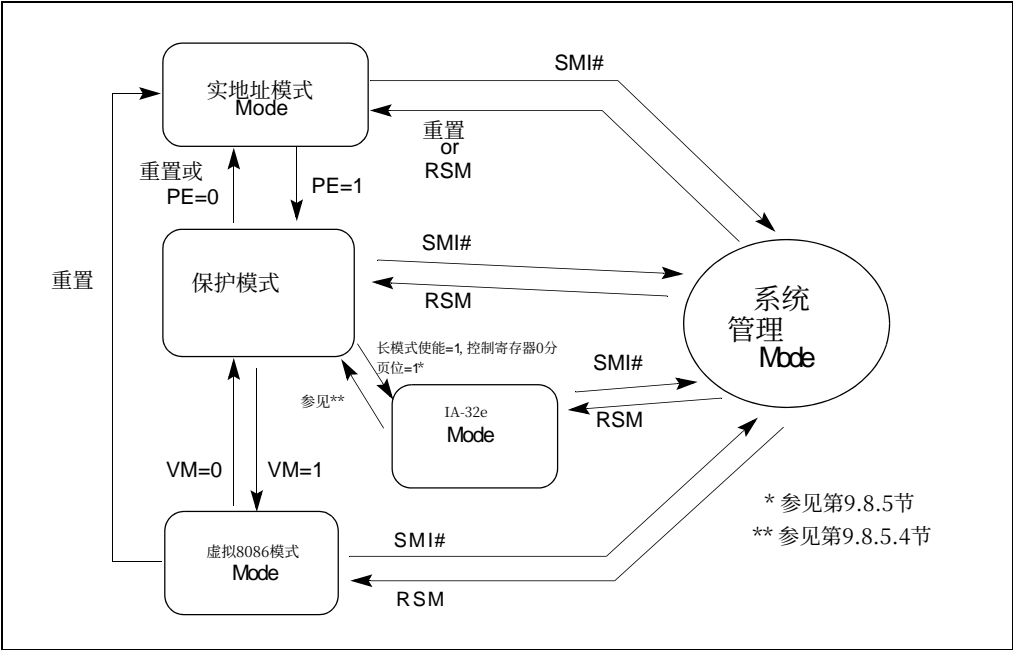 实地址模式
Mode
SMI#
重置
or
RSM
重置或
PE=0
PE=1
SMI#
重置
保护模式
RSM
系统
管理
Mode
长模式使能=1, 控制寄存器0分
页位=1*
SMI#
参见**
IA-32e
Mode
RSM
VM=0
VM=1
* 参见第9.8.5节
** 参见第9.8.5.4节
SMI#
虚拟8086模式
Mode
RSM